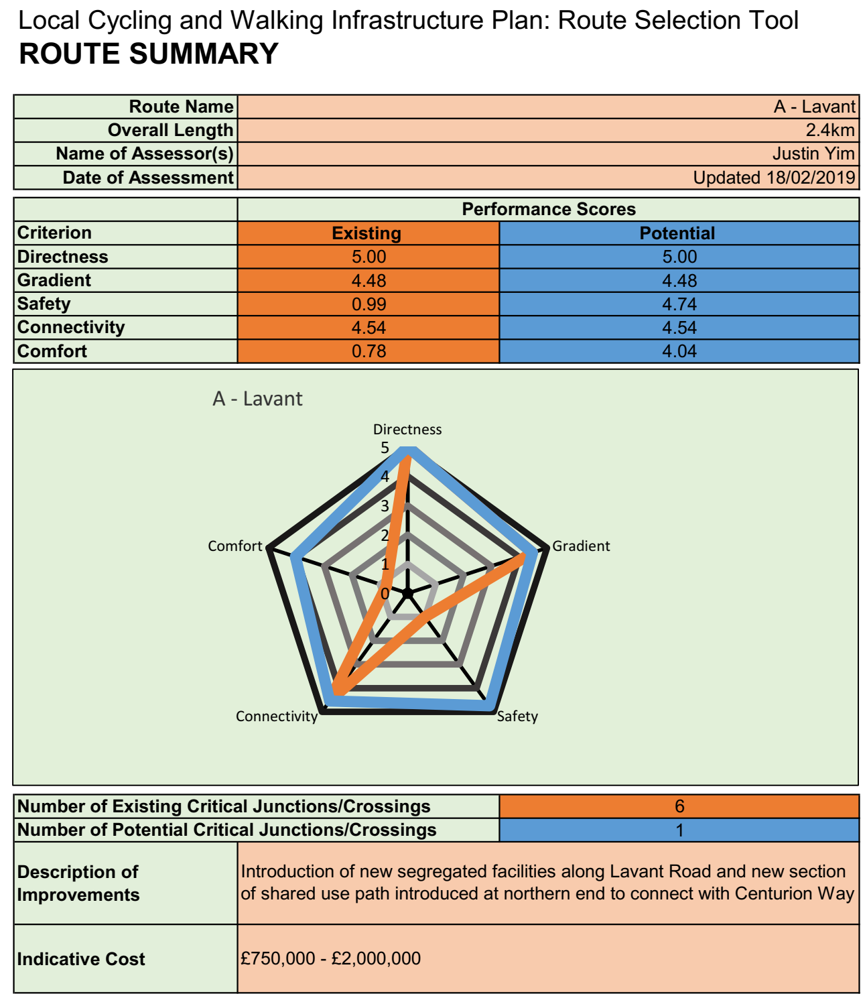 Local Cycling and Walking Infrastructure Plan: Route Selection Tool
ROUTE SUMMARY
Route Name A - Lavant
Overall Length 2.4km
Name of Assessor(s) Justin Yim
Date of Assessment Updated 18/02/2019
Performance Scores
Criterion Existing Potential
Directness 5.00 5.00
Gradient 4.48 4.48
Safety 0.99 4.74
Connectivity 4.54 4.54
Comfort 0.78 4.04
A - Lavant
Directness
5
4
3
2
1
0
Comfort
Gradient
Connectivity
Safety
Number of Existing Critical Junctions/Crossings 6
Number of Potential Critical Junctions/Crossings 1
Description of
Improvements
Introduction of new segregated facilities along Lavant Road and new section
of shared use path introduced at northern end to connect with Centurion Way
Indicative Cost £750,000 - £2,000,000